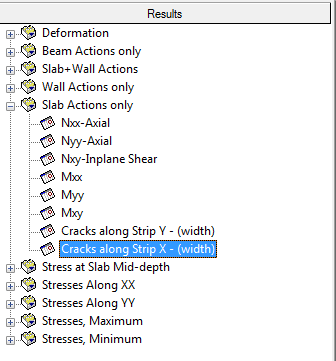 Results
Deformation
Beam Actions only
Slab+Wall Actions
Wall Actions only
Slab Actions only
Nxx-Axial
Nyy-Axial
Nxy-Inplane Shear
Mxx
Myy
Mxy
Cracks along Strip Y - (width)
Cracks along Strip X - (width)
Stress at Slab Mid-depth
Stresses Along XX
Stresses Along YY
Stresses, Maximum
Stresses, Minimum